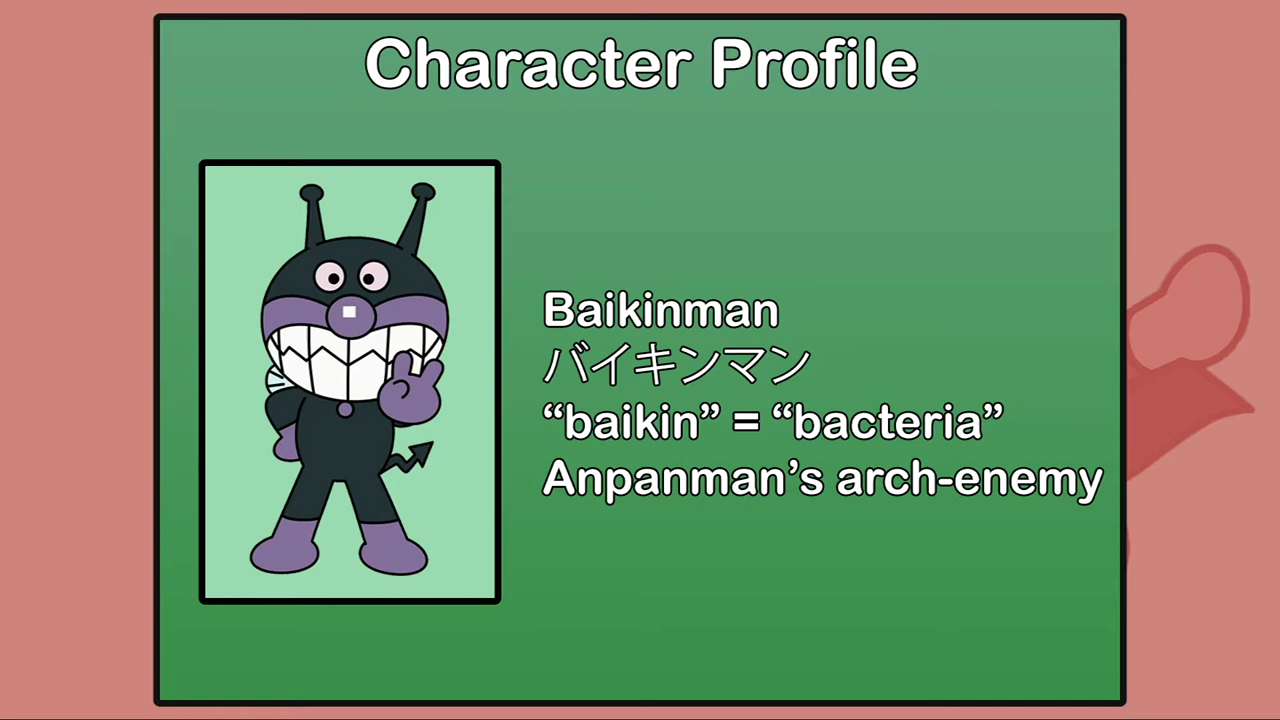 Character Profile
Baikinman
バイキンマン
“baikin” = “bacteria”
Anpanman’s arch-enemy